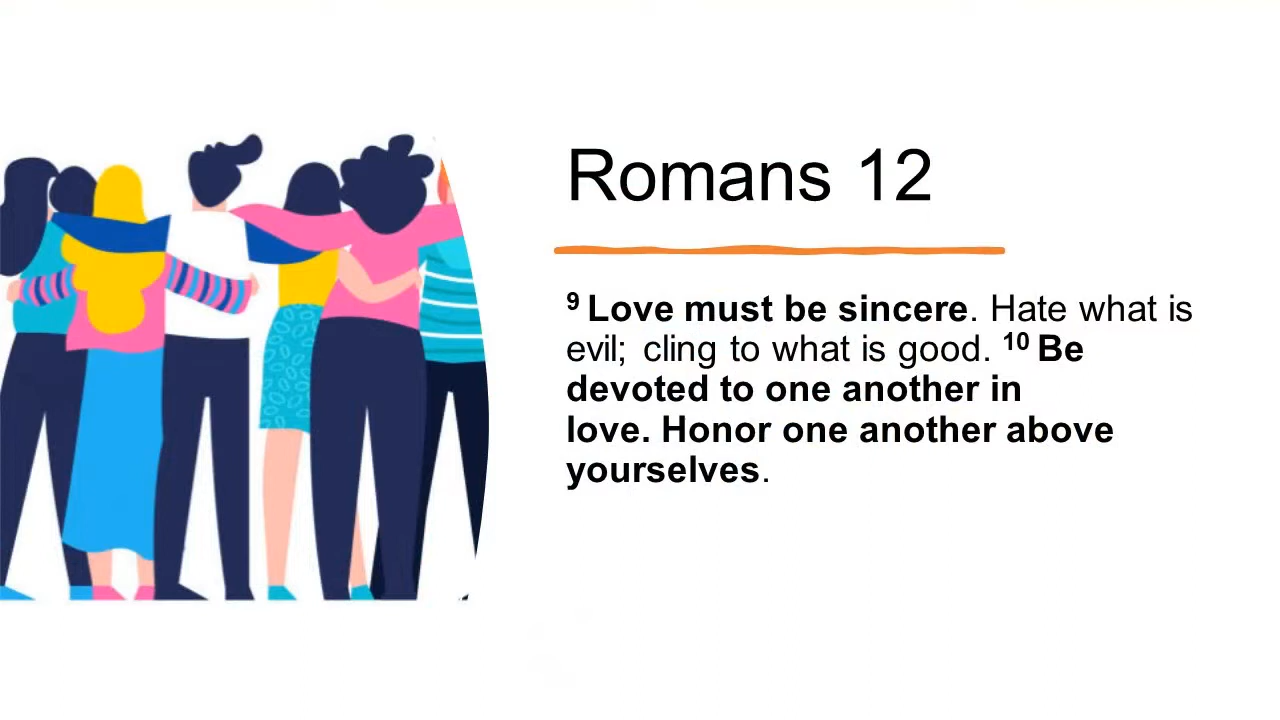 Romans 12
9 Love must be sincere. Hate what is
evil; cling to what is good. 10 Be
devoted to one another in
love. Honor one another above
yourselves.